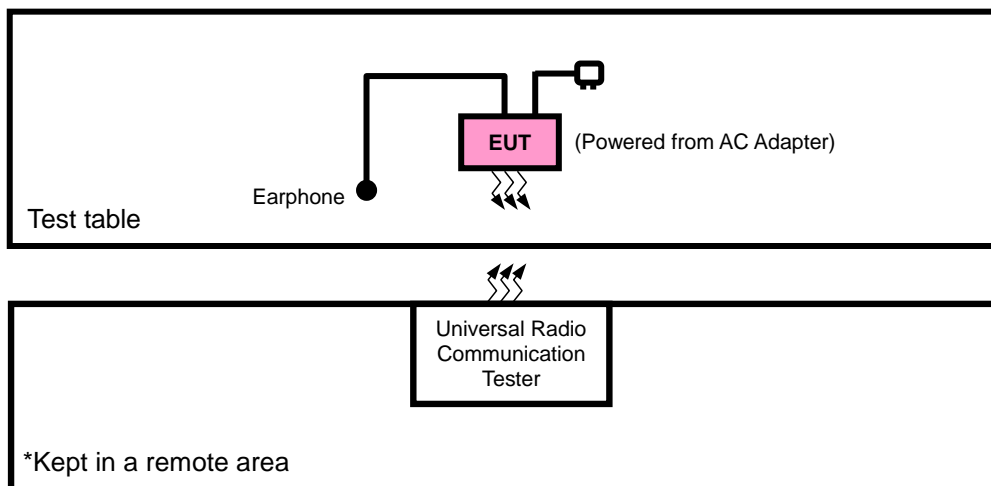 EUT
(Powered from AC Adapter)
Earphone
Test table
Universal Radio
Communication
Tester
*Kept in a remote area